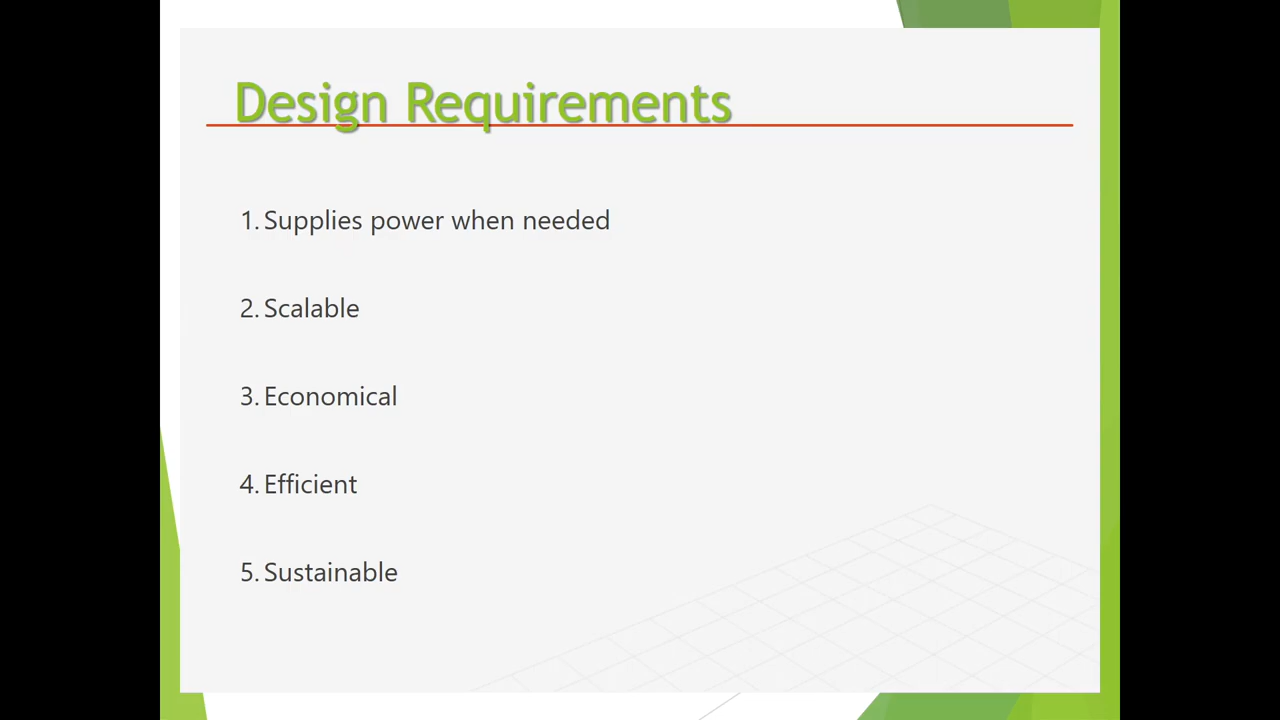 Design Requirements
1. Supplies power when needed
2. Scalable
3. Economical
4. Efficient
5. Sustainable